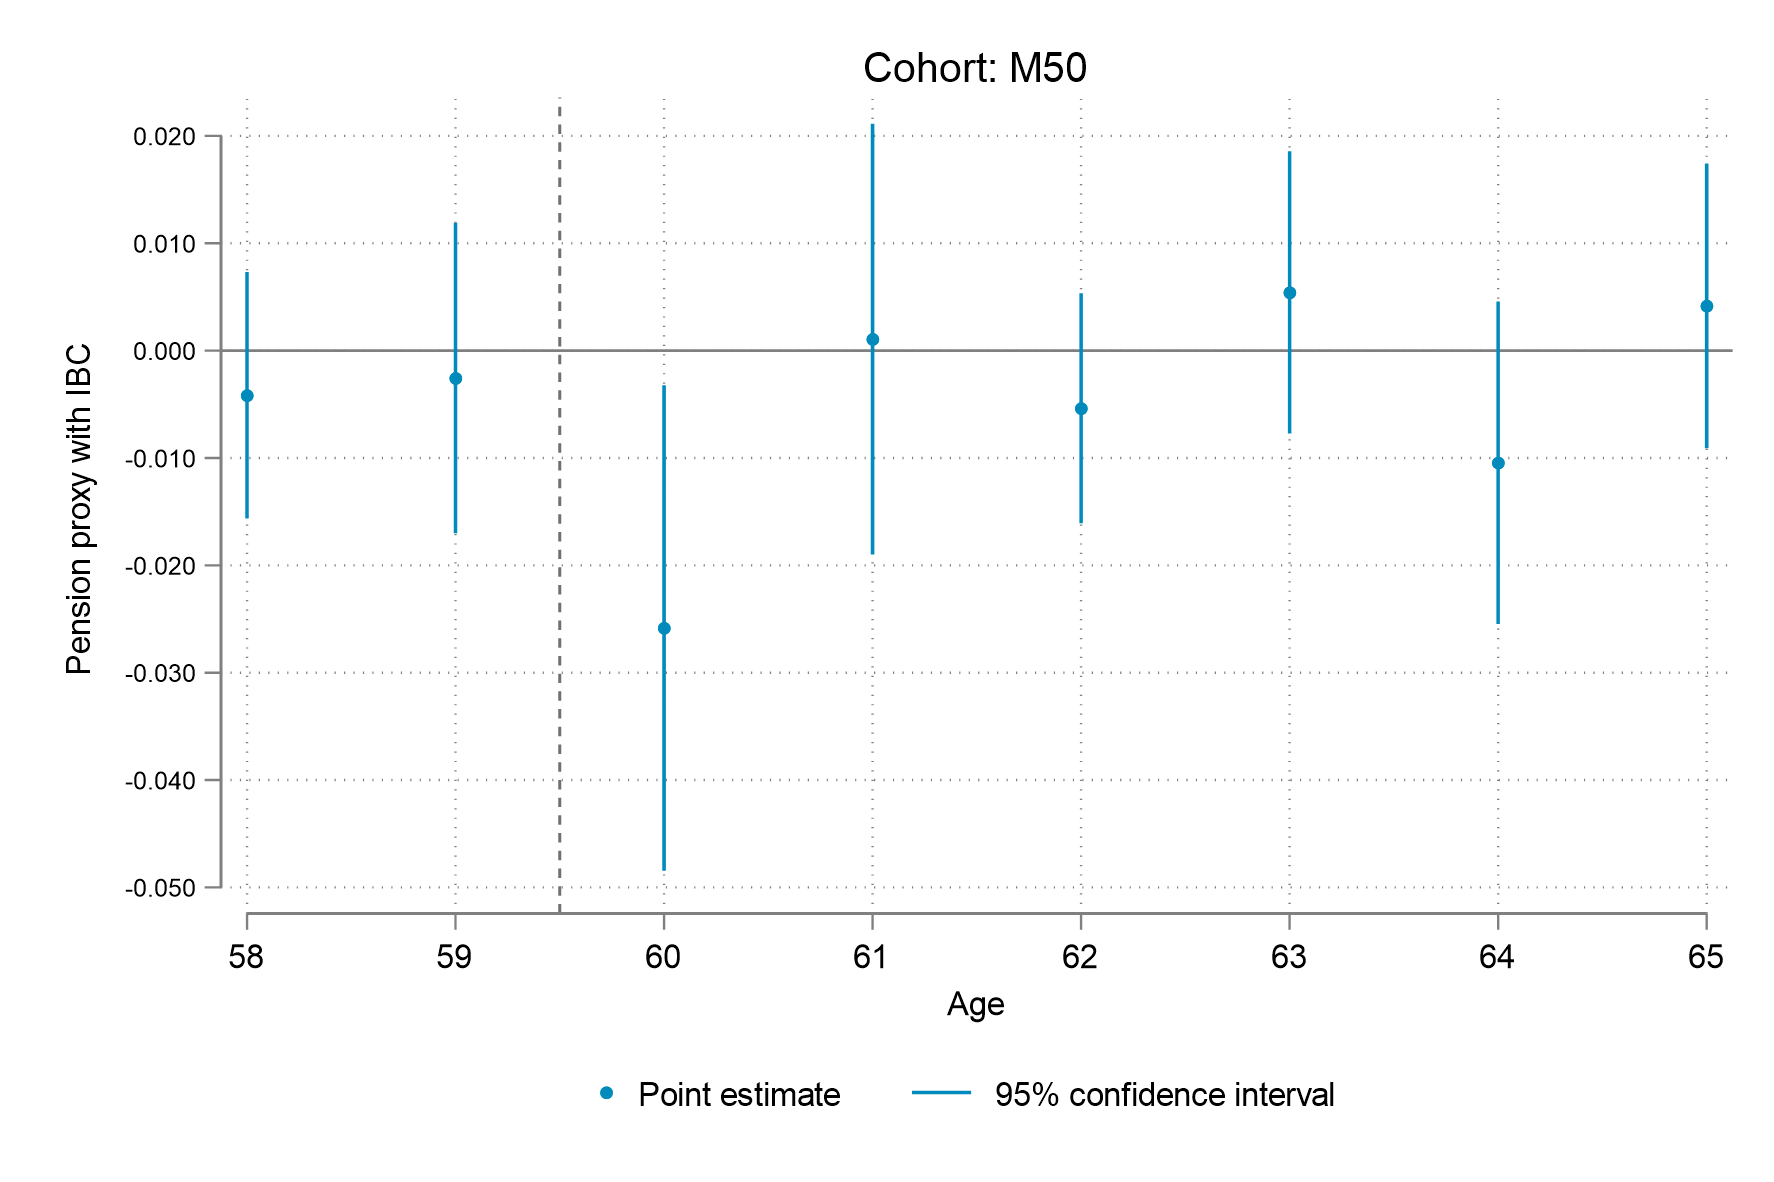 Cohort: M50
Pension proxy with IBC
0.020
0.010
0.000
-0.010
-0.020
-0.030
-0.040
-0.050
58 59 60 61 62 63 64 65
Age
Point estimate 95% confidence interval